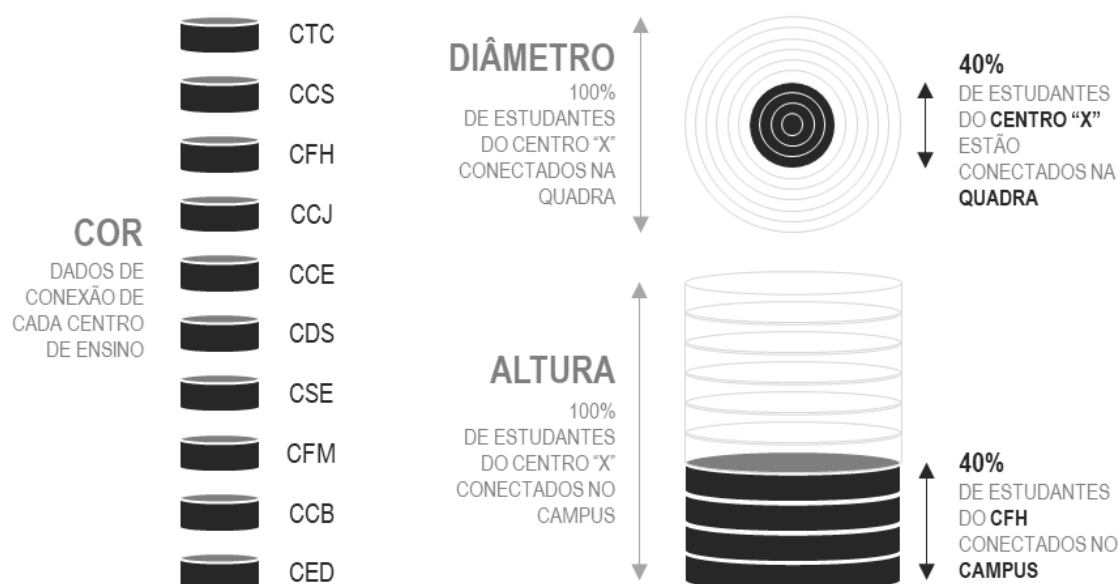 COR
DADOS DE
CONEXÃO DE
CADA CENTRO
DE ENSINO
CTC
CCS
CFH
CCJ
CCE
CDS
CSE
CFM
CCB
CED
DIÂMETRO
100%
DE ESTUDANTES
DO CENTRO “X”
CONECTADOS NA
QUADRA
40%
DE ESTUDANTES
DO CENTRO “X”
ESTÃO
CONECTADOS NA
QUADRA
ALTURA
100%
DE ESTUDANTES
DO CENTRO “X”
CONECTADOS NO
CAMPUS
40%
DE ESTUDANTES
DO CFH
CONECTADOS NO
CAMPUS